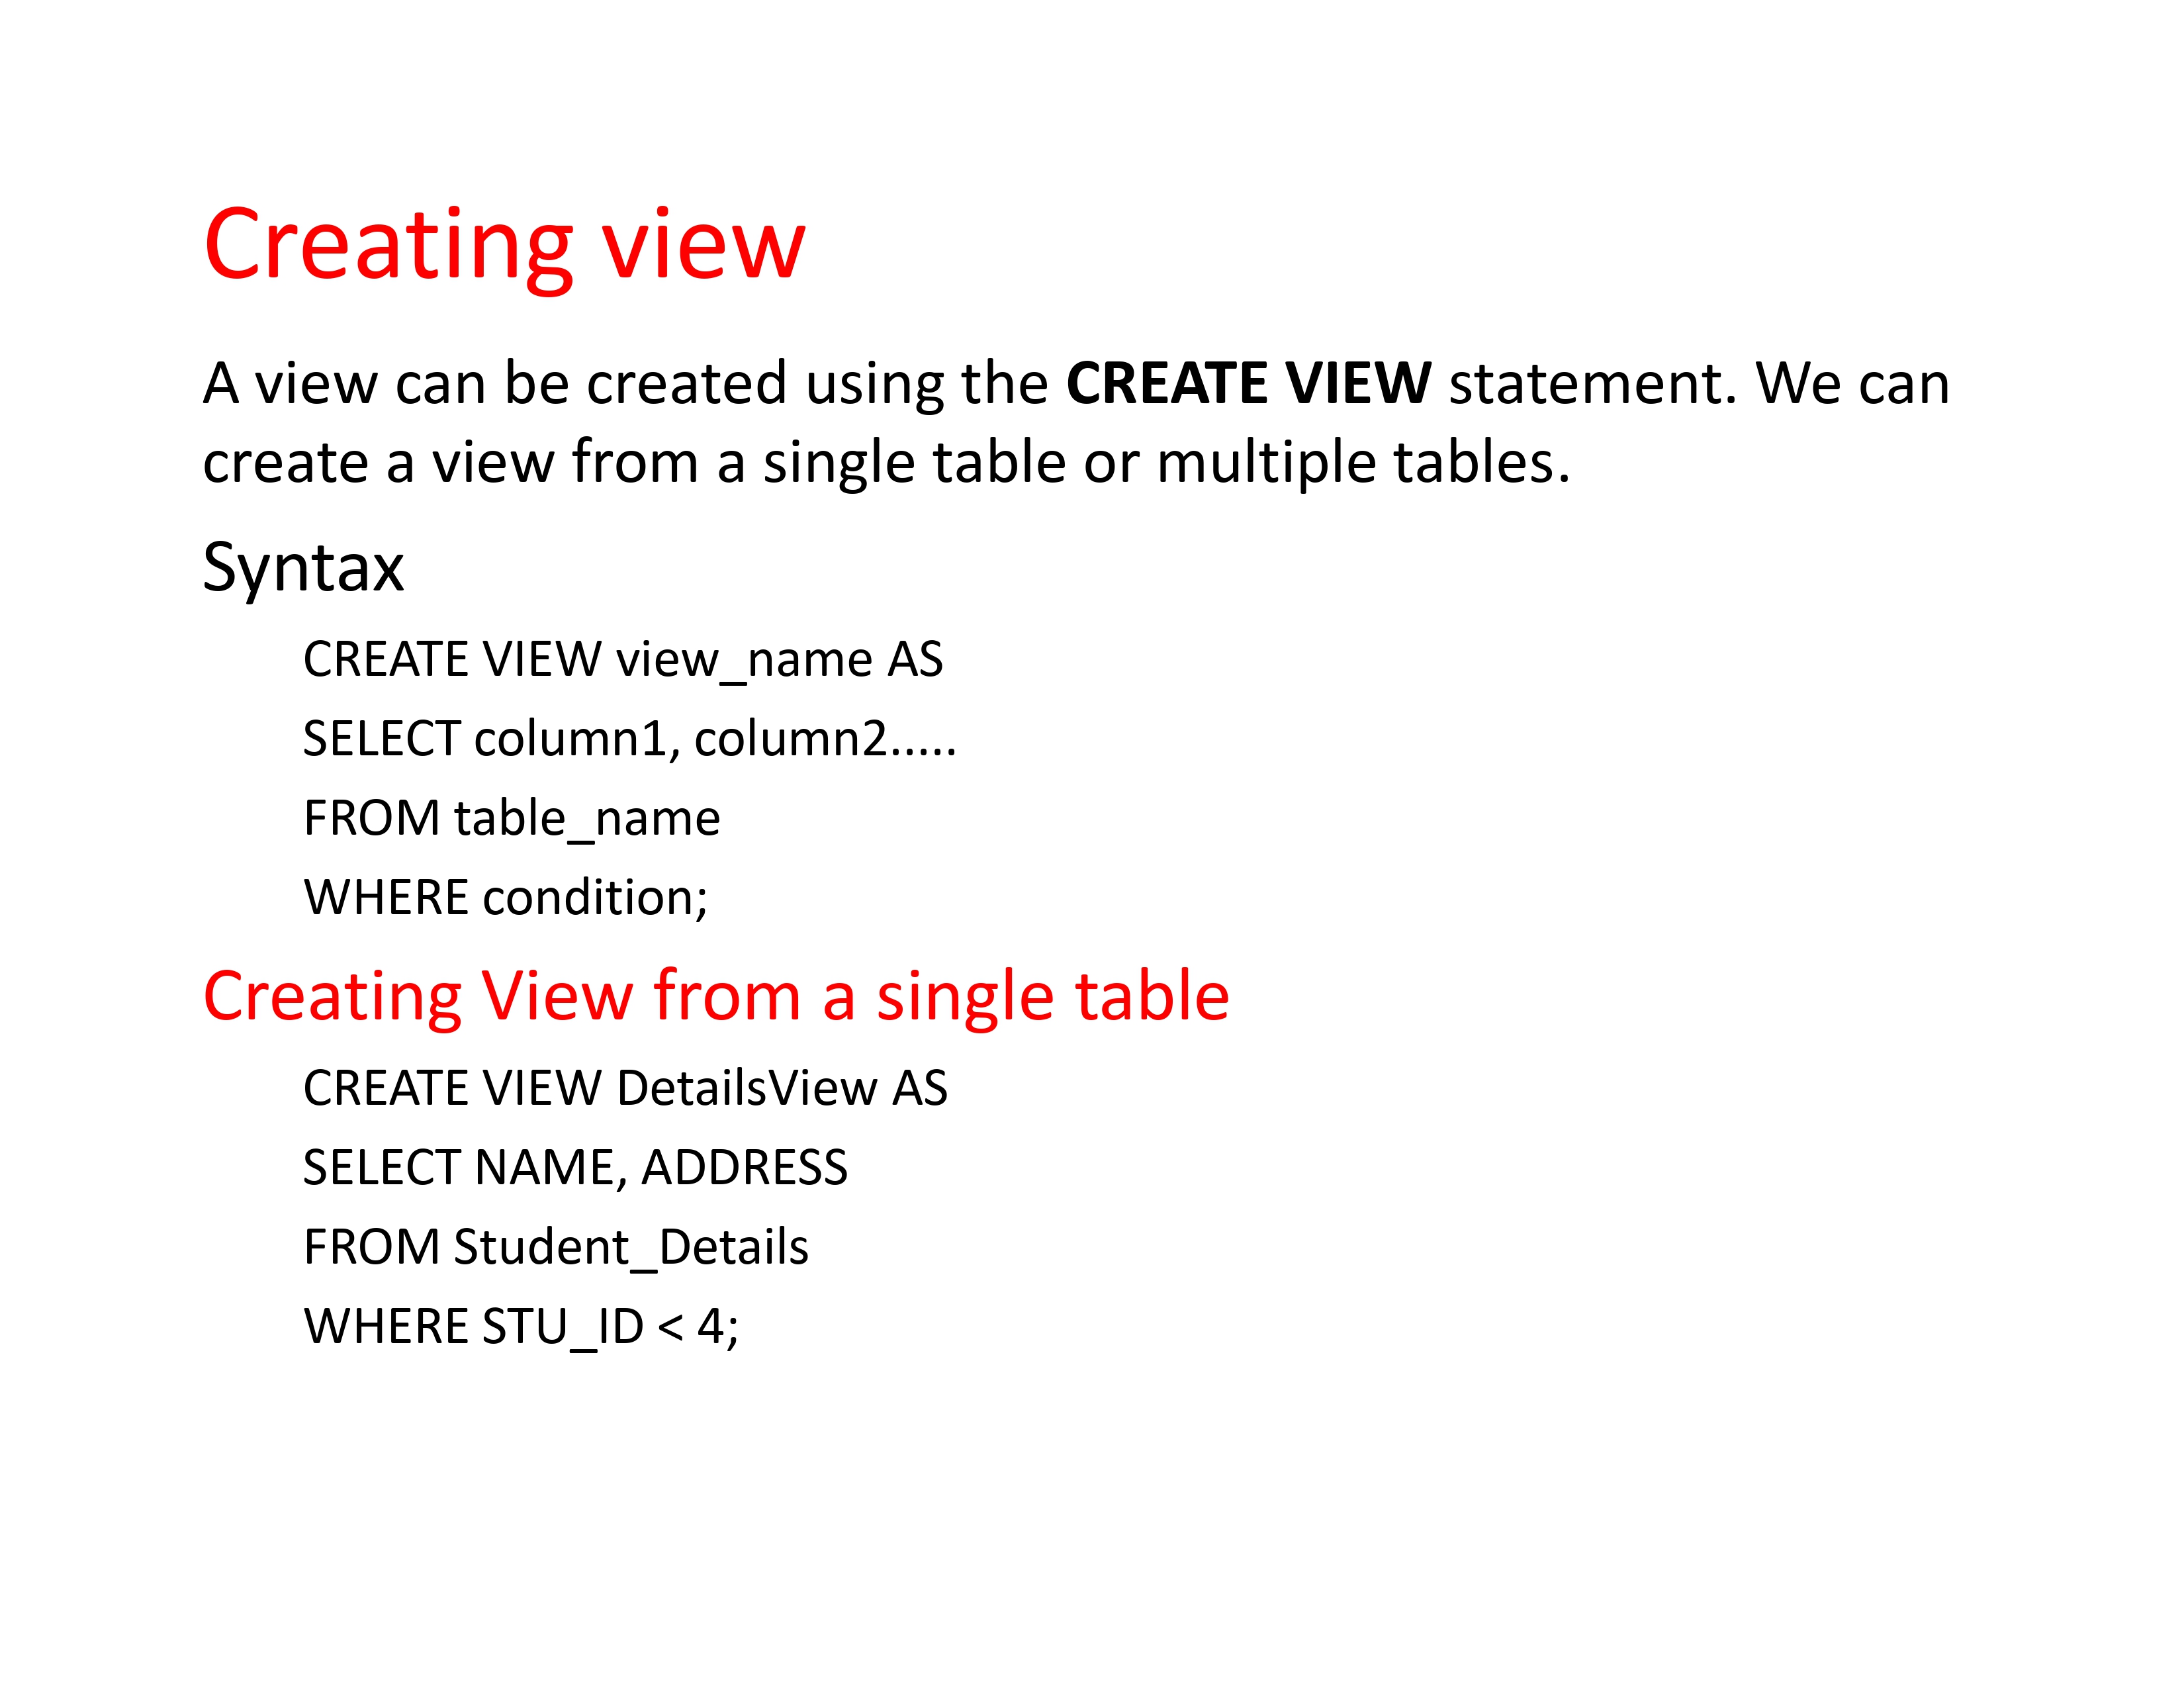 Creating view
A view can be created using the CREATE VIEW statement. We can
create a view from a single table or multiple tables.
Syntax
CREATE VIEW view_name AS
SELECT column1, column2.....
FROM table_name
WHERE condition;
Creating View from a single table
CREATE VIEW DetailsView AS
SELECT NAME, ADDRESS
FROM Student_Details
WHERE STU_ID < 4;